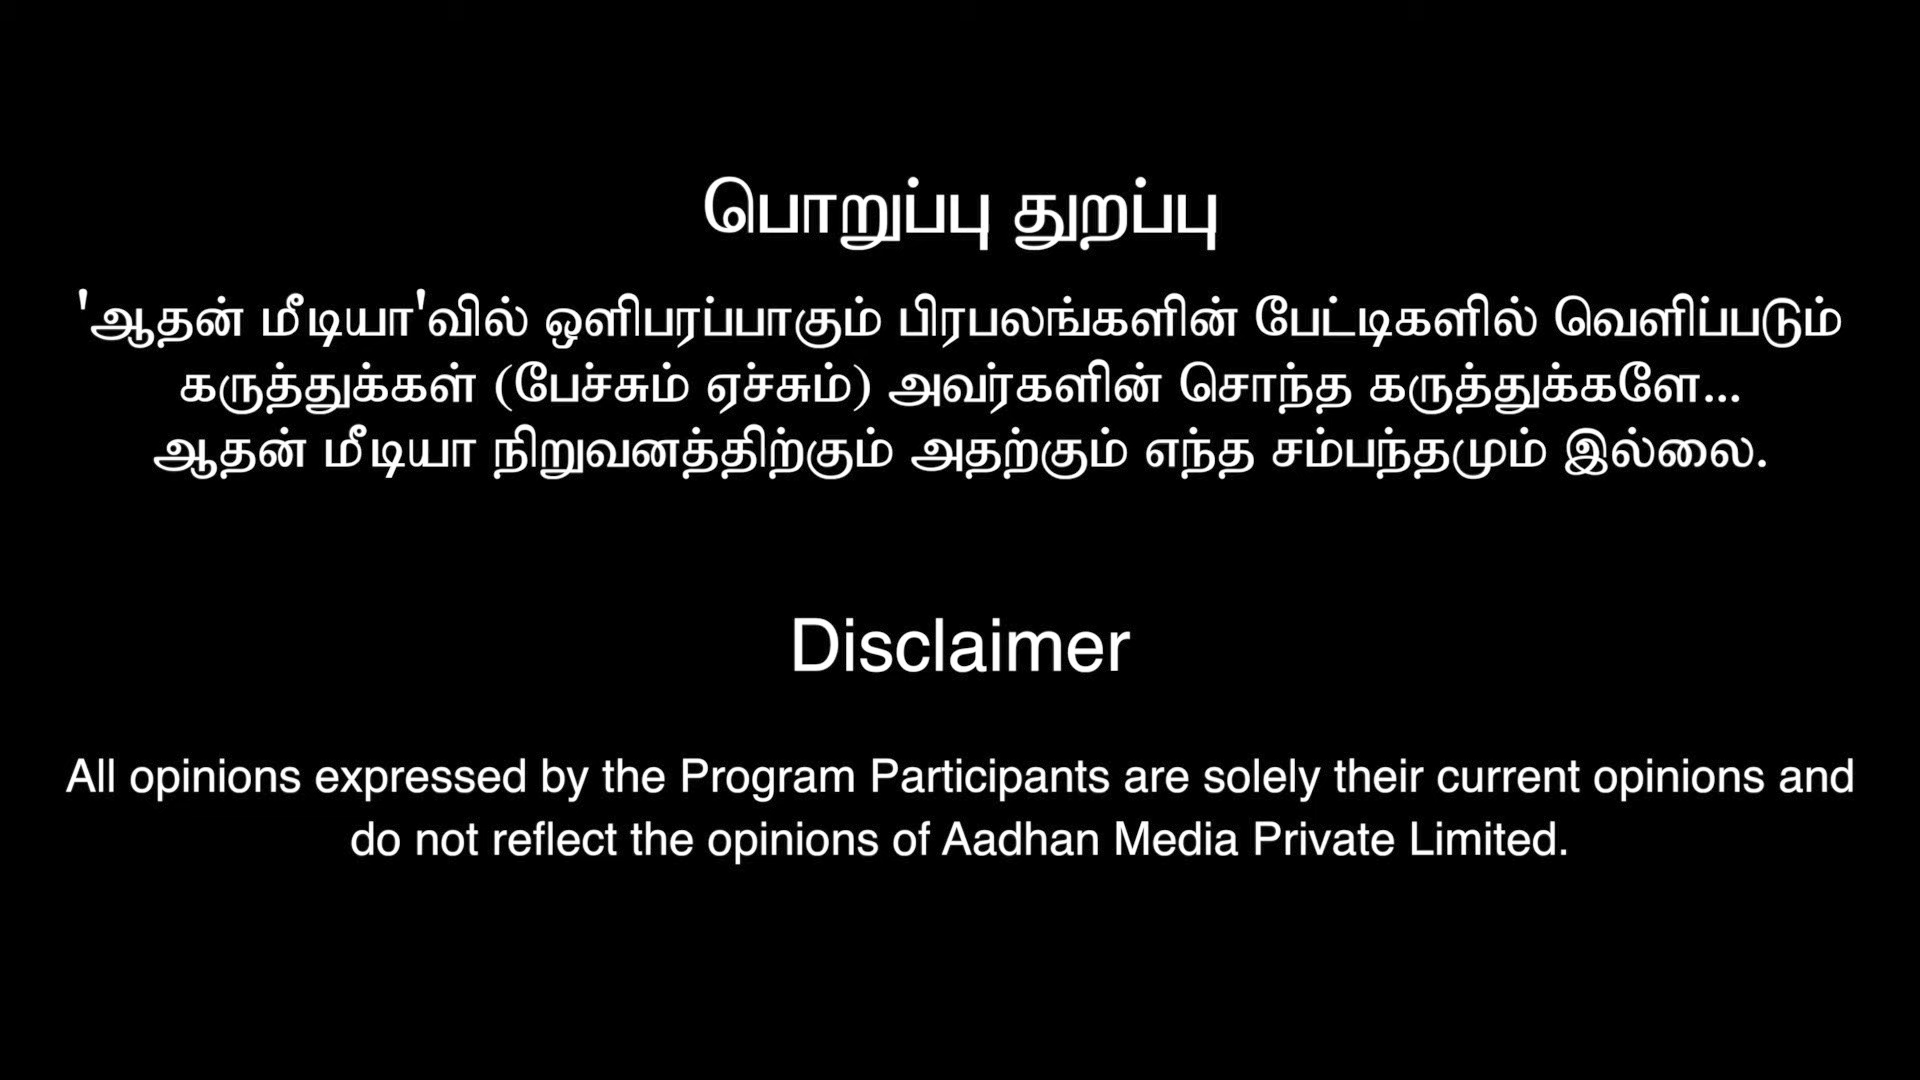 பொறுப்பு துறப்பு
'ஆதன் மீடியா'வில் ஒளிபரப்பாகும் பிரபலங்களின் பேட்டிகளில் வெளிப்படும்
கருத்துக்கள் (பேச்சும் ஏச்சும்) அவர்களின் சொந்த கருத்துக்களே...
ஆதன் மீடியா நிறுவனத்திற்கும் அதற்கும் எந்த சம்பந்தமும் இல்லை.
Disclaimer
All opinions expressed by the Program Participants are solely their current opinions and
do not reflect the opinions of Aadhan Media Private Limited.